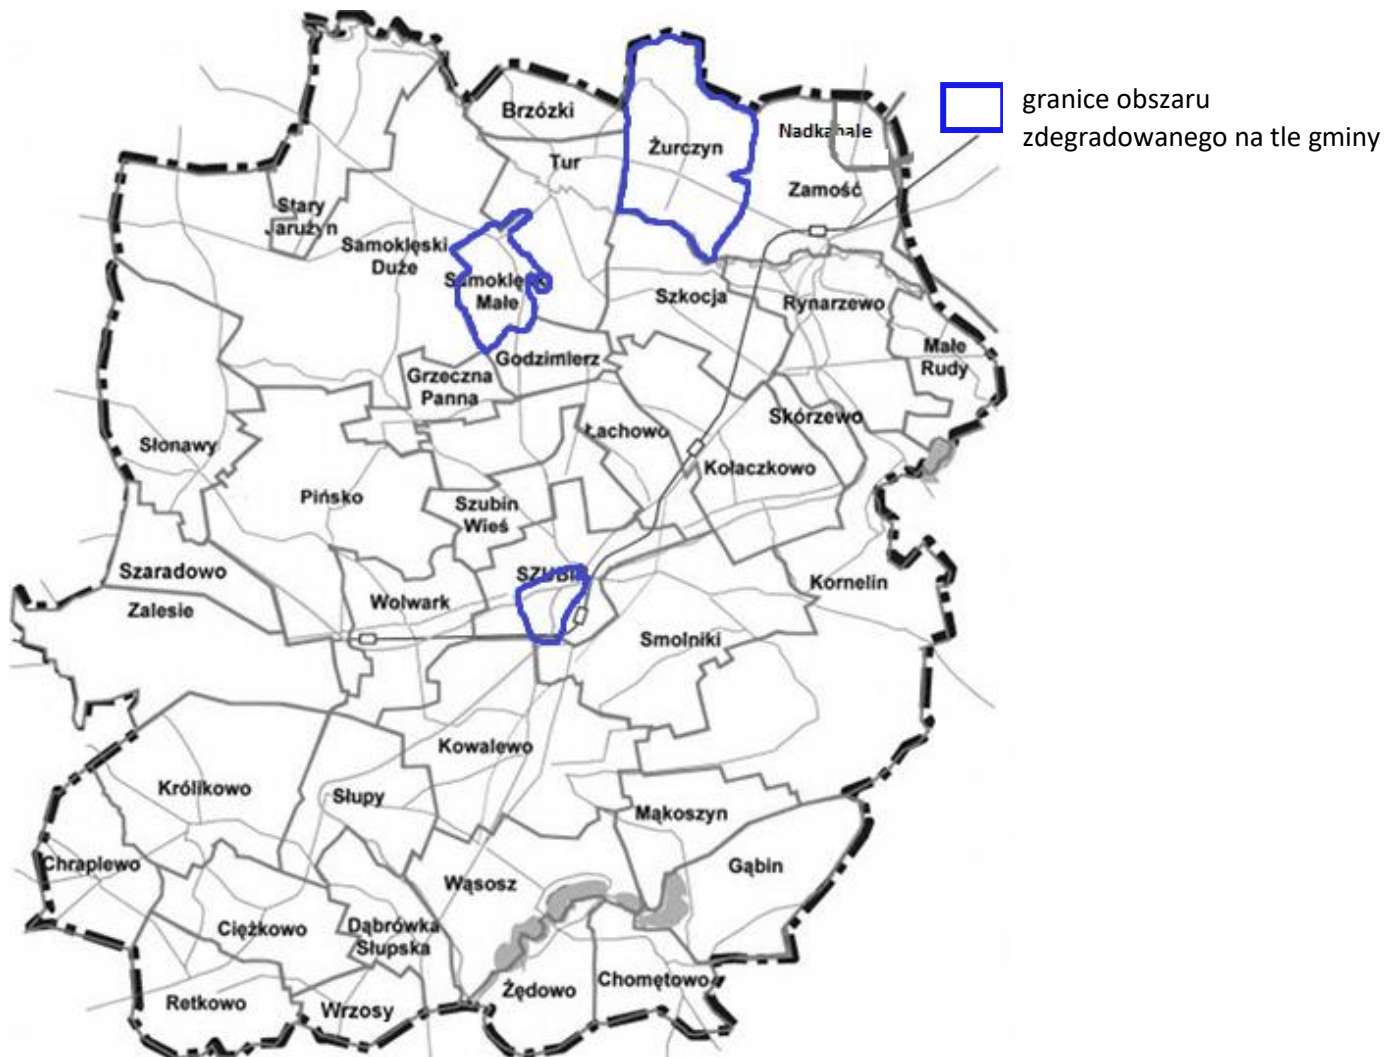 granice obszaru
zdegradowanego na tle gminy
Brzózki
Nadkanale
Żurczyn
Tur
Zamość
Stary
Jarużyn
Samoklęski
Duże
Samoklęski
Małe
Szkocja
Rynarzewo
Małe
Rudy
Godzimierz
Grzeczna
Panna
Skórzewo
Łachowo
Słonawy
Kołaczkowo
Pińsko
Szubin
Wieś
Szaradowo
SZUBIN
Kornelin
Zalesie
Wolwark
Smolniki
Kowalewo
Królikowo
Słupy
Mąkoszyn
Chraplewo
Gąbin
Wąsosz
Ciężkowo
Dąbrówka
Słupska
Chomętowo
Żędowo
Retkowo
Wrzosy